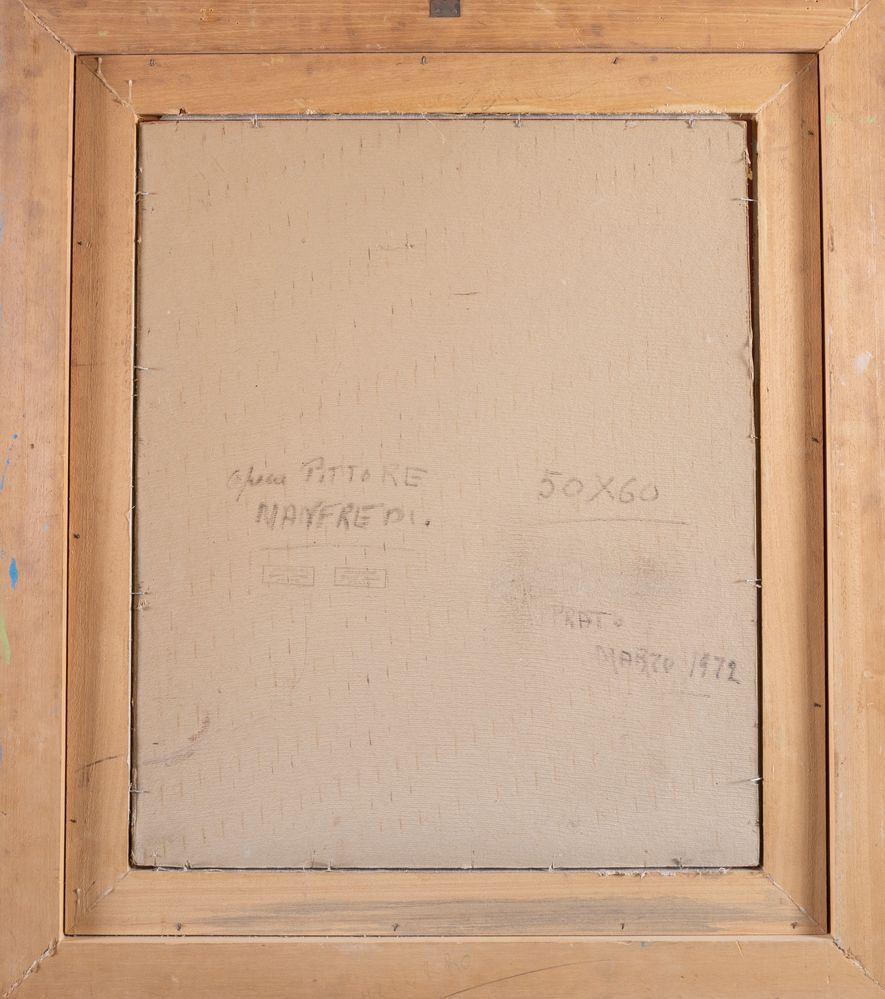 opera PITTORE
MANFREDI.
50X60
PRATO
MARZO 1972